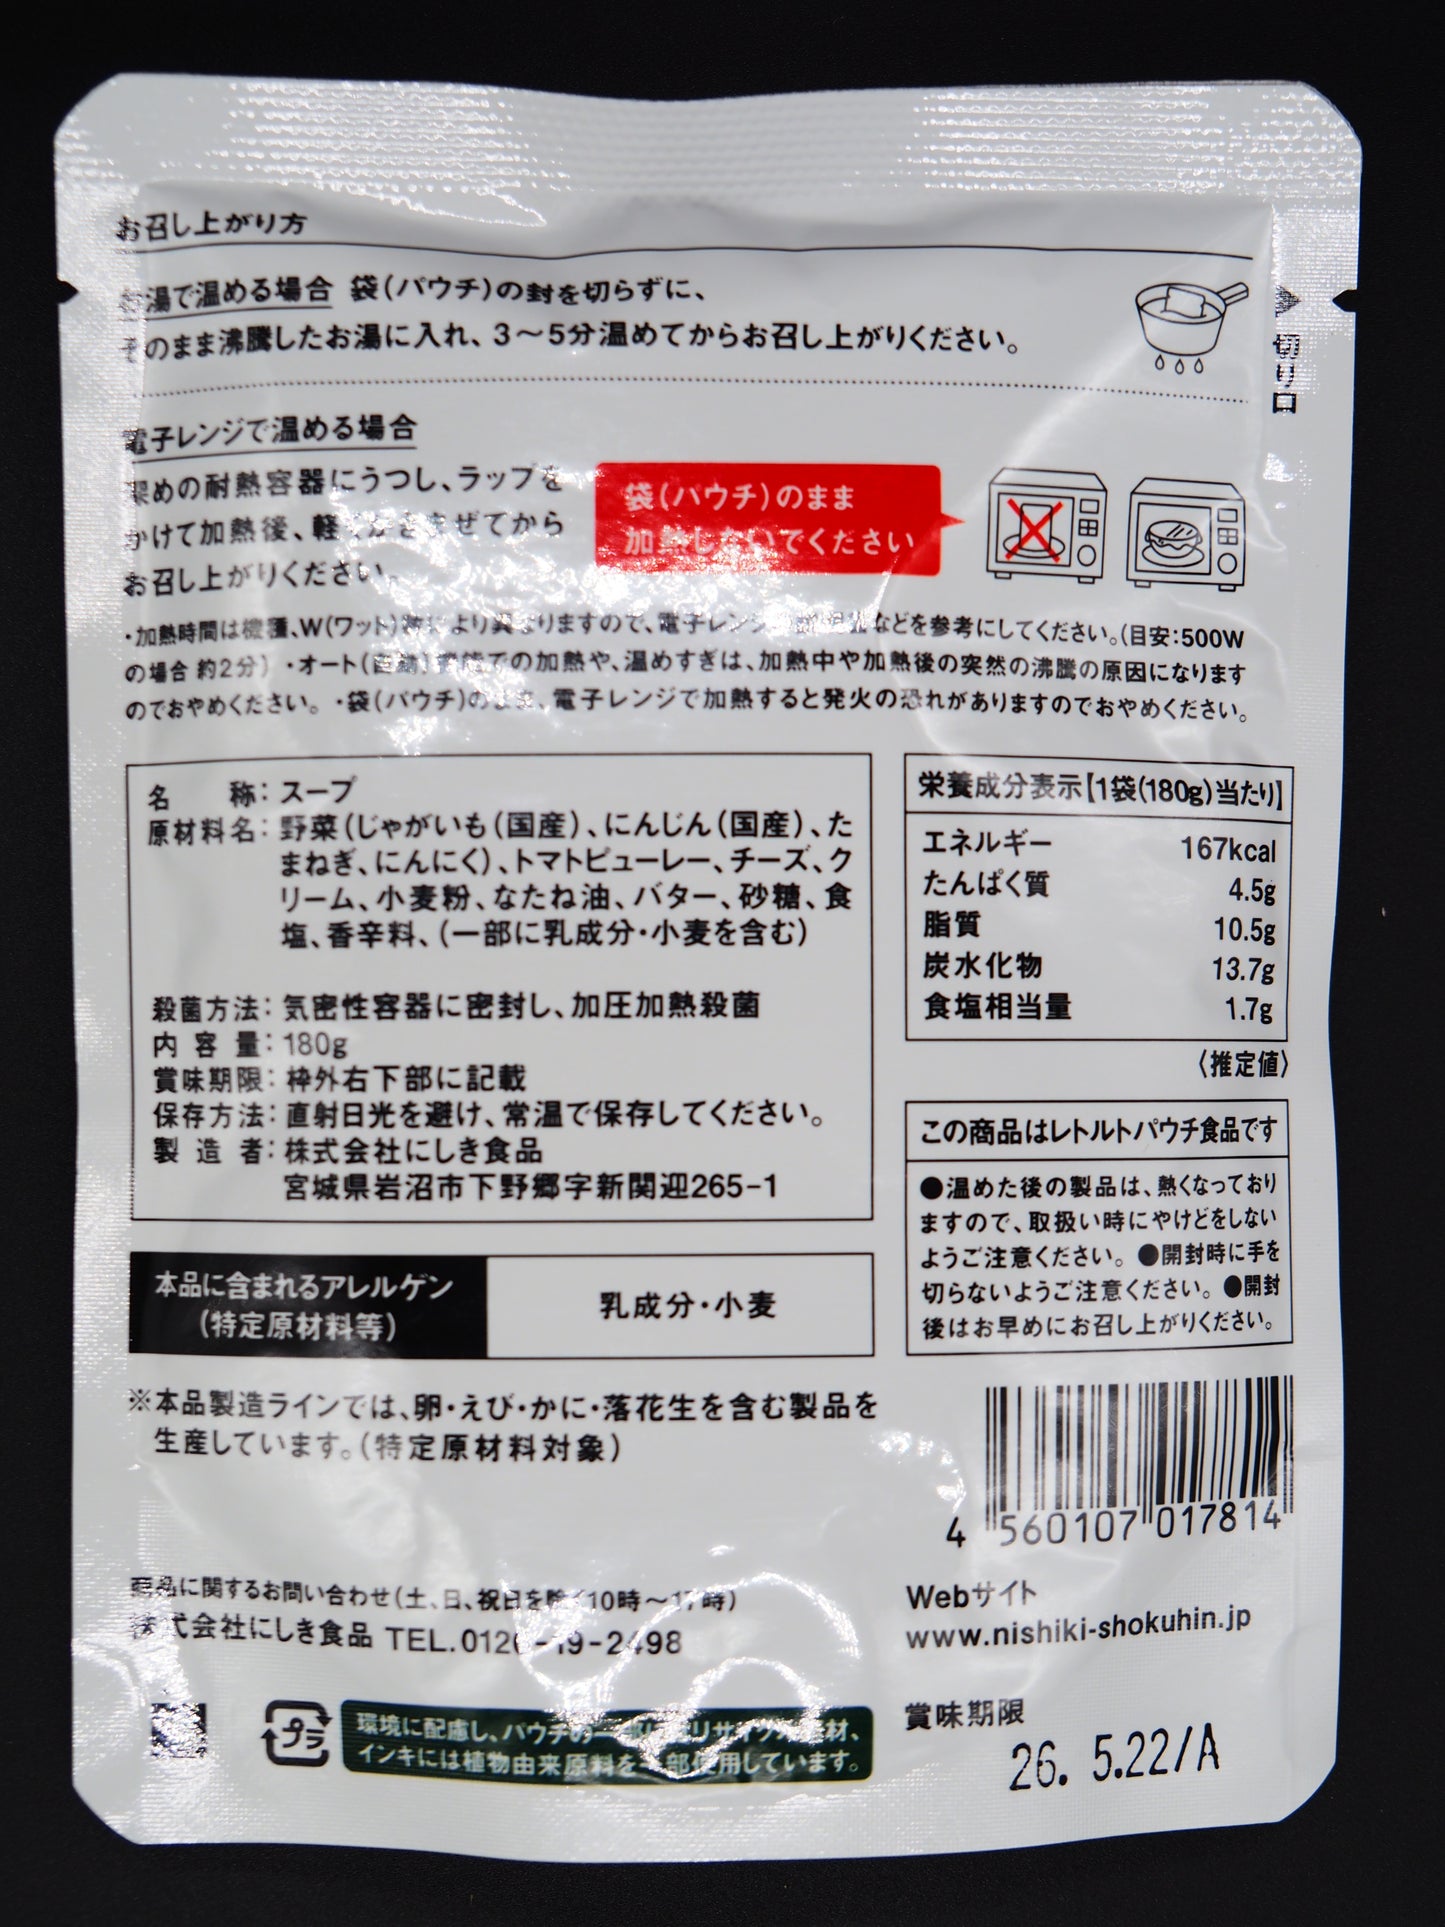 お召し上がり方
お湯で温める場合 袋(パウチ)の封を切らずに、
そのまま沸騰したお湯に入れ、3〜5分温めてからお召し上がりください。
切り口
電子レンジで温める場合
深めの耐熱容器にうつし、ラップを
かけて加熱後、軽くかきまぜてから
お召し上がりください。
袋(パウチ)のまま
加熱しないでください
・加熱時間は機種、W(ワット)数により異なりますので、電子レンジの などを参考にしてください。(目安:500W
の場合 約2分) ・オート(自動)機能での加熱や、温めすぎは、加熱中や加熱後の突然の沸騰の原因になります
のでおやめください。・袋(パウチ)のまま、電子レンジで加熱すると発火の恐れがありますのでおやめください。
名称:スープ
原材料名:野菜(じゃがいも(国産)、にんじん(国産)、た
まねぎ、にんにく)、トマトピューレー、チーズ、ク
リーム、小麦粉、なたね油、バター、砂糖、食
塩、香辛料、(一部に乳成分・小麦を含む)
殺菌方法:気密性容器に密封し、加圧加熱殺菌
内容量:180g
賞味期限:枠外右下部に記載
保存方法:直射日光を避け、常温で保存してください。
製造者:株式会社にしき食品
宮城県岩沼市下野郷字新関迎265-1
栄養成分表示【1袋(180g)当たり】
エネルギー 167kcal
たんぱく質 4.5g
脂質 10.5g
炭水化物 13.7g
食塩相当量 1.7g
〈推定値〉
この商品はレトルトパウチ食品です
●温めた後の製品は、熱くなっており
ますので、取扱い時にやけどをしない
ようご注意ください。●開封時に手を
切らないようご注意ください。●開封
後はお早めにお召し上がりください。
本品に含まれるアレルゲン
(特定原材料等)
乳成分・小麦
※本品製造ラインでは、卵・えび・かに・落花生を含む製品を
生産しています。(特定原材料対象)
4 560107 017814
商品に関するお問い合わせ(土、日、祝日を除く10時〜17時)
株式会社にしき食品 TEL.0120-19-2498
Webサイト
www.nishiki-shokuhin.jp
プラ
環境に配慮し、パウチの一部にはリサイクル素材、
インキには植物由来原料を一部使用しています。
賞味期限
26. 5.22/A